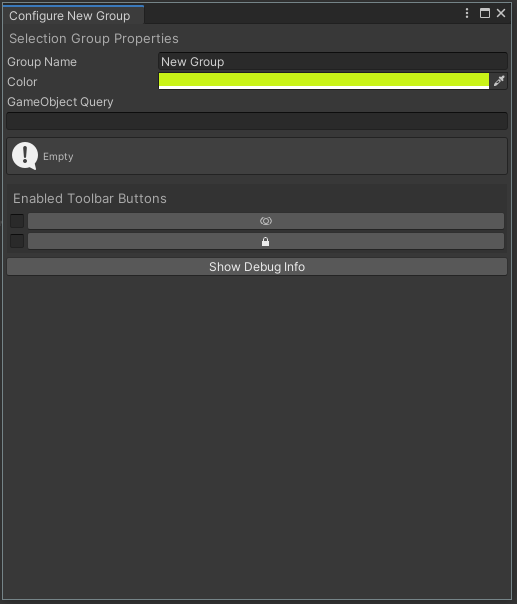 Configure New Group
Selection Group Properties
Group Name New Group
Color
GameObject Query
Empty
Enabled Toolbar Buttons
Show Debug Info